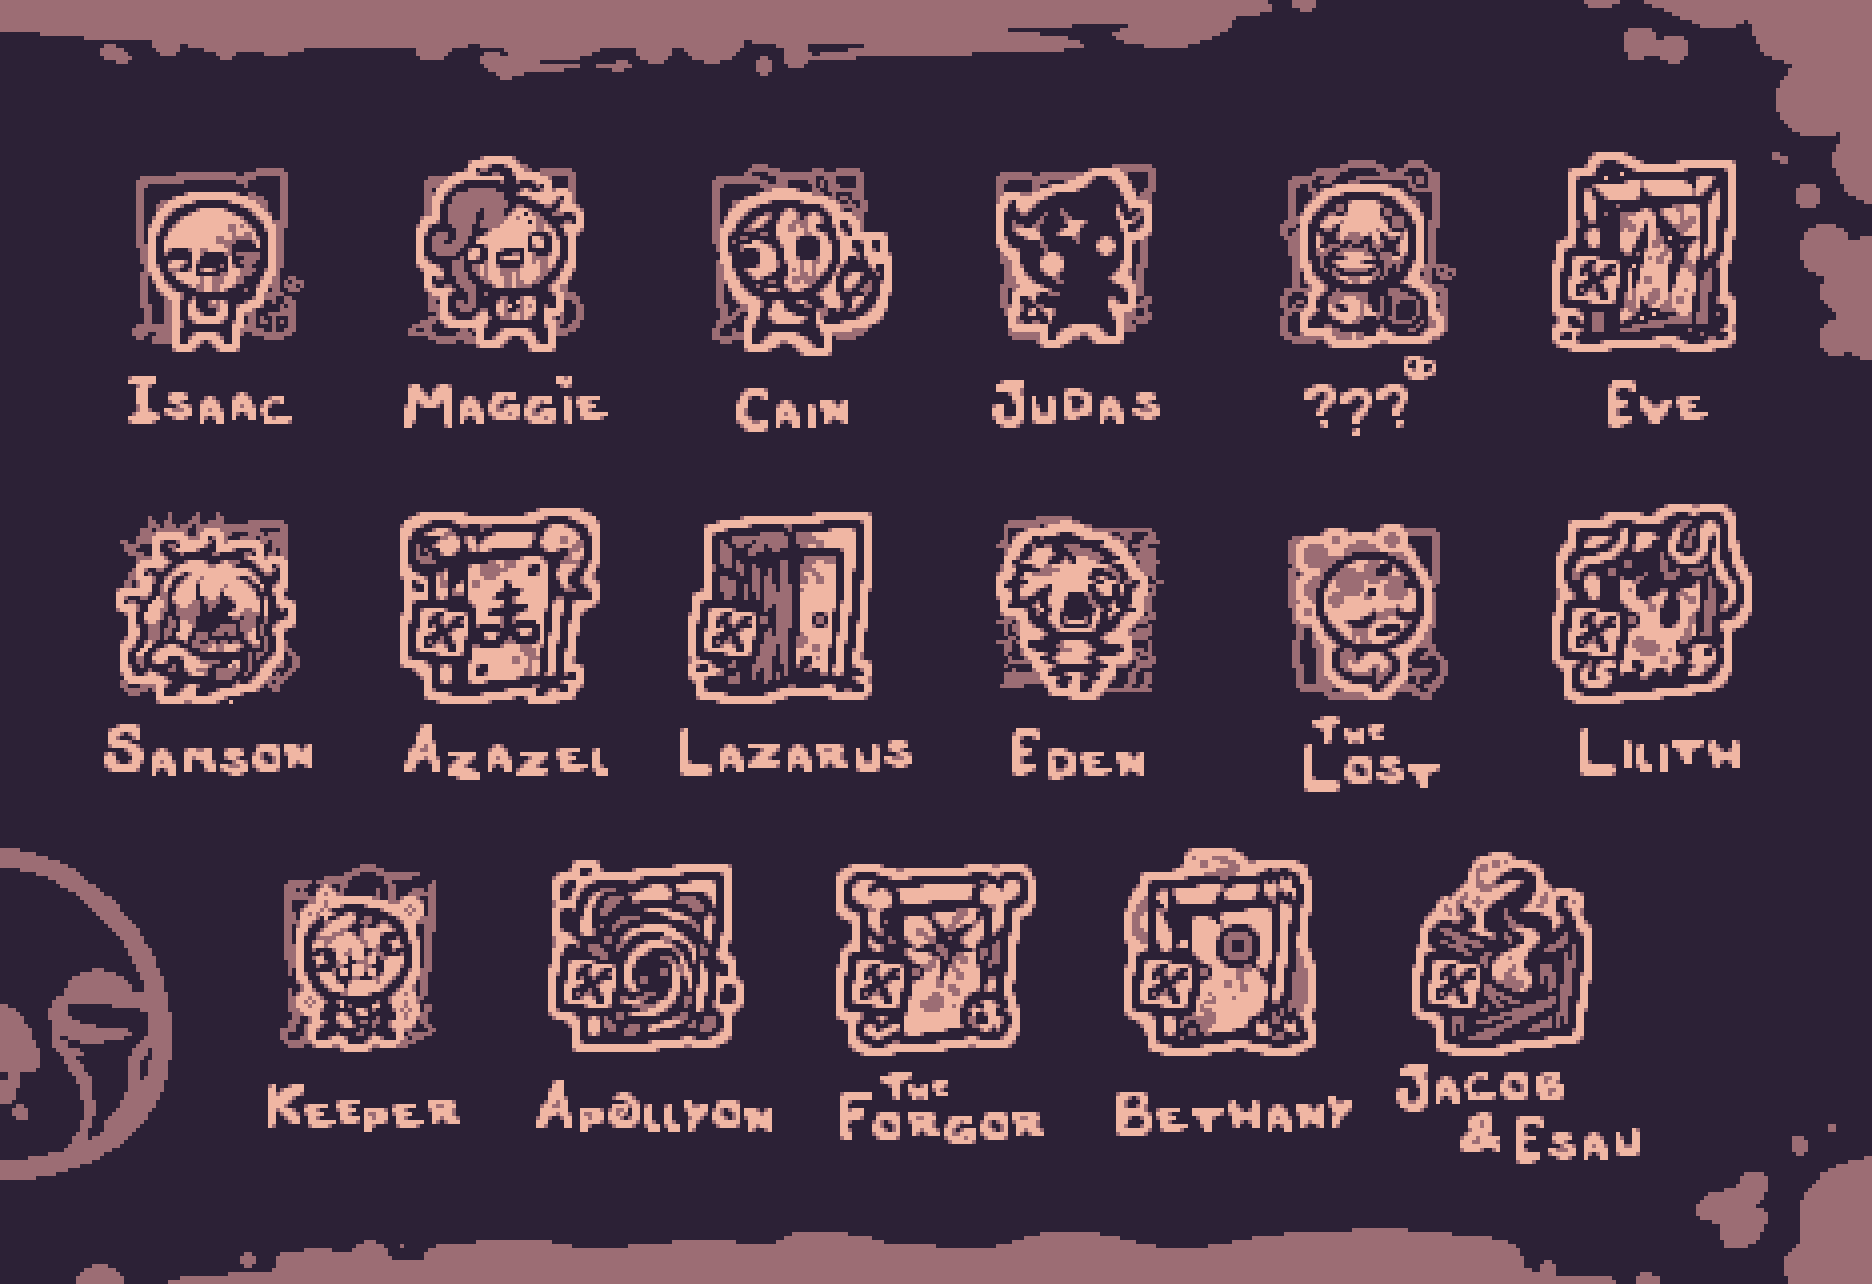 Isaac
Maggie
Cain
Judas
???
Eve
Samson
Azazel
Lazarus
Eden
The
Lost
Lilith
Keeper
Apollyon
The
Forgor
Bethany
Jacob
& Esau